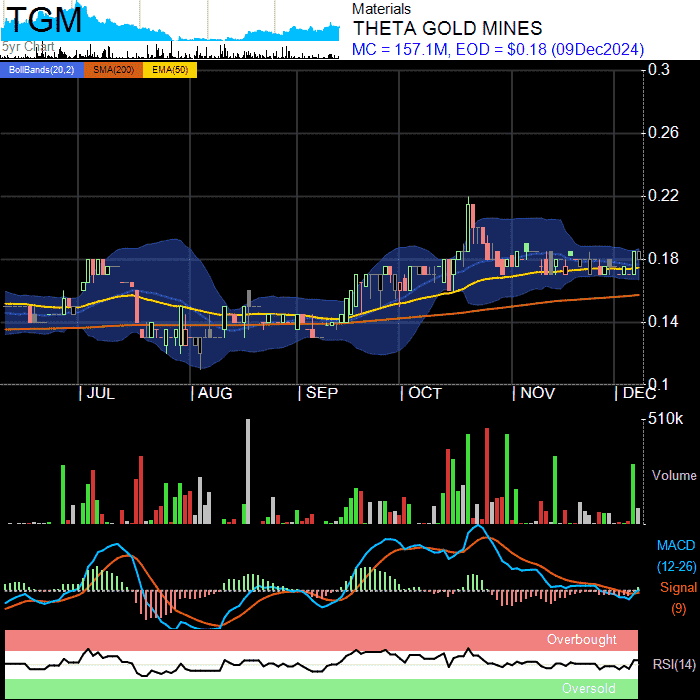 TGM
5yr Chart
Materials
THETA GOLD MINES
MC = 157.1M, EOD = $0.18 (09Dec2024)
BollBands(20,2) SMA(200) EMA(50)
0.3
0.26
0.22
0.18
0.14
0.1
| JUL | AUG | SEP | OCT | NOV | DEC
510k
Volume
MACD
(12-26)
Signal
(9)
Overbought
RSI(14)
Oversold